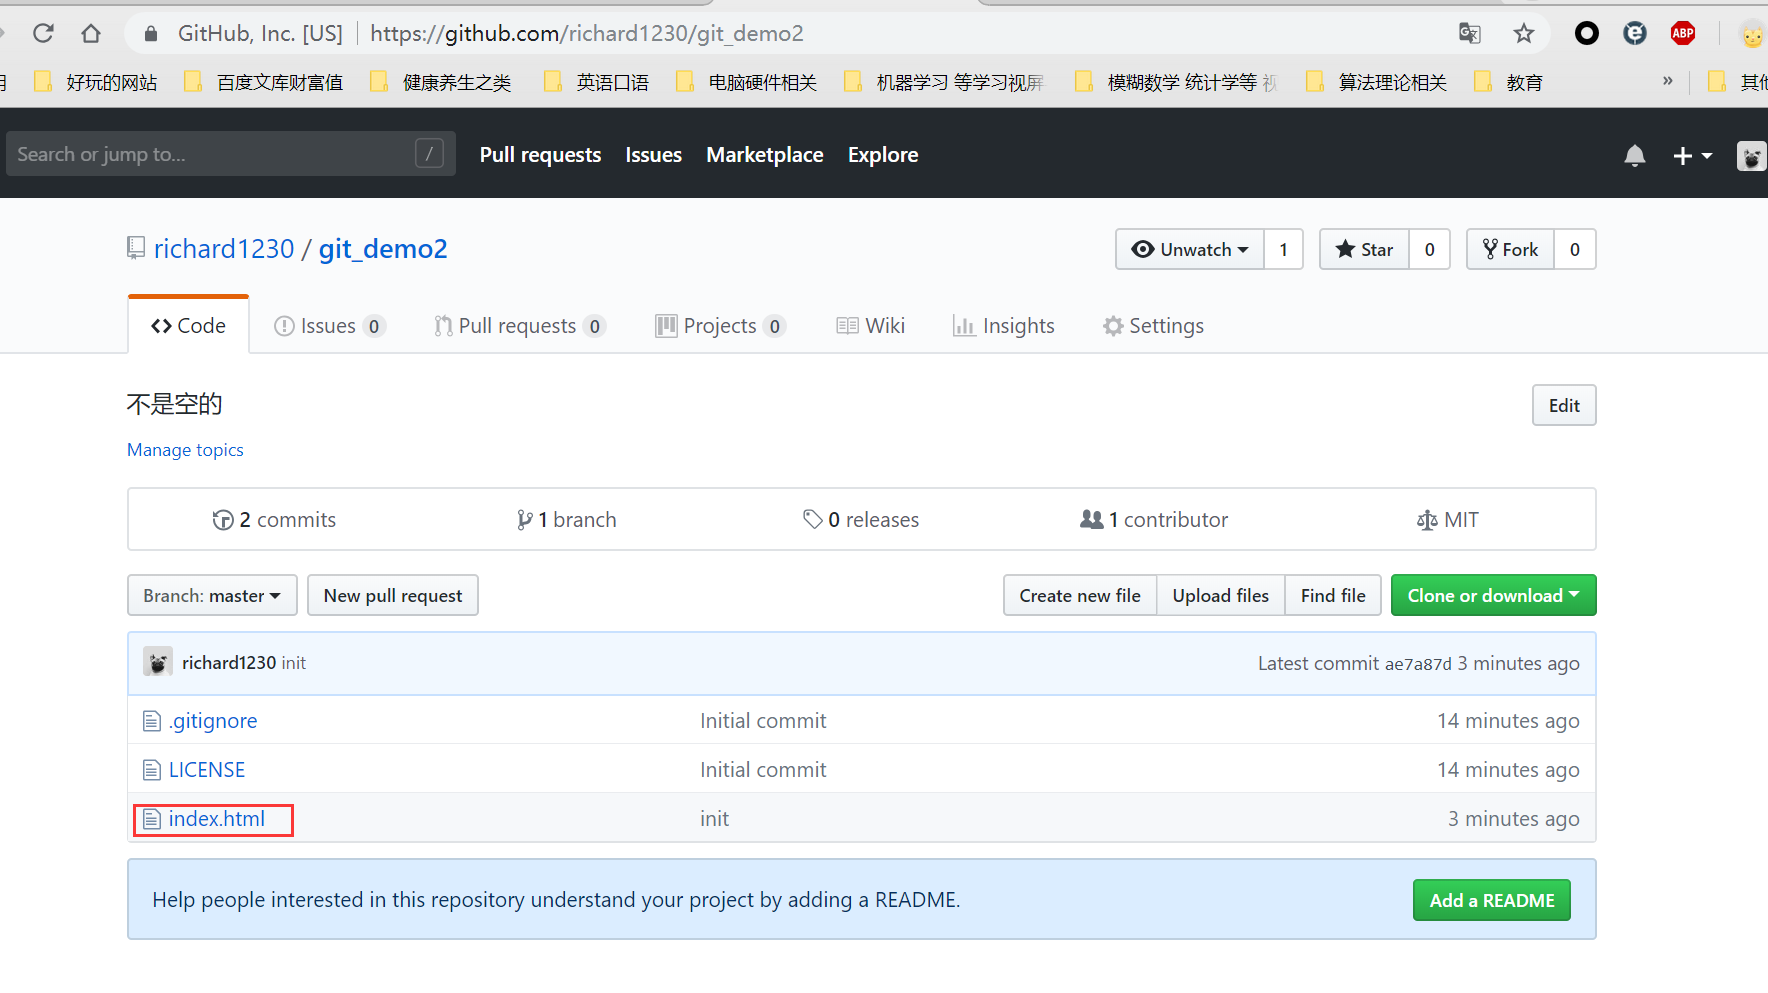 GitHub, Inc. [US] https://github.com/richard1230/git_demo2
好玩的网站 百度文库财富值 健康养生之类 英语口语 电脑硬件相关 机器学习 等学习视屏 模糊数学 统计学等 算法理论相关 教育 »
ABP
Search or jump to... / Pull requests Issues Marketplace Explore
richard1230 / git_demo2 Unwatch 1 Star 0 Fork 0
Code Issues 0 Pull requests 0 Projects 0 Wiki Insights Settings
不是空的 Edit
Manage topics
2 commits 1 branch 0 releases 1 contributor MIT
Branch: master New pull request Create new file Upload files Find file Clone or download
richard1230 init Latest commit ae7a87d 3 minutes ago
.gitignore Initial commit 14 minutes ago
LICENSE Initial commit 14 minutes ago
index.html init 3 minutes ago
Help people interested in this repository understand your project by adding a README. Add a README